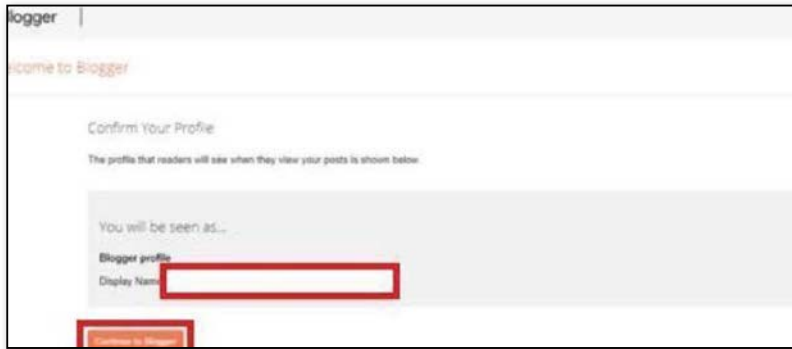 logger
elcome to Blogger
Confirm Your Profile
The profile that readers will see when they view your posts is shown below
You will be seen as...
Blogger profile
Display Name
Continue to Blogger